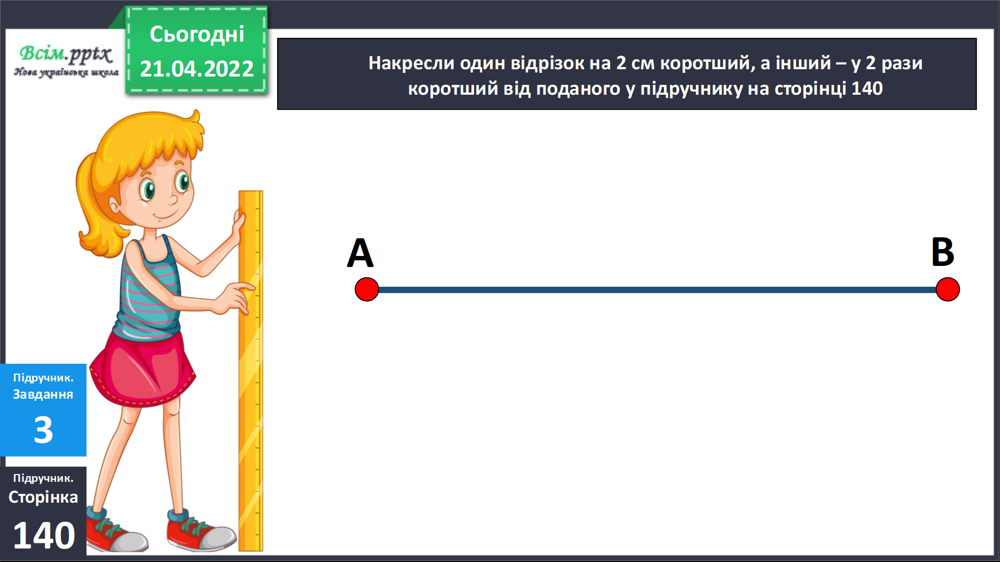 Сьогодні
21.04.2022
Всім.pptx
Нова українська школа
Накресли один відрізок на 2 см коротший, а інший – у 2 рази
коротший від поданого у підручнику на сторінці 140
А
В
Підручник.
Завдання
3
Підручник.
Сторінка
140